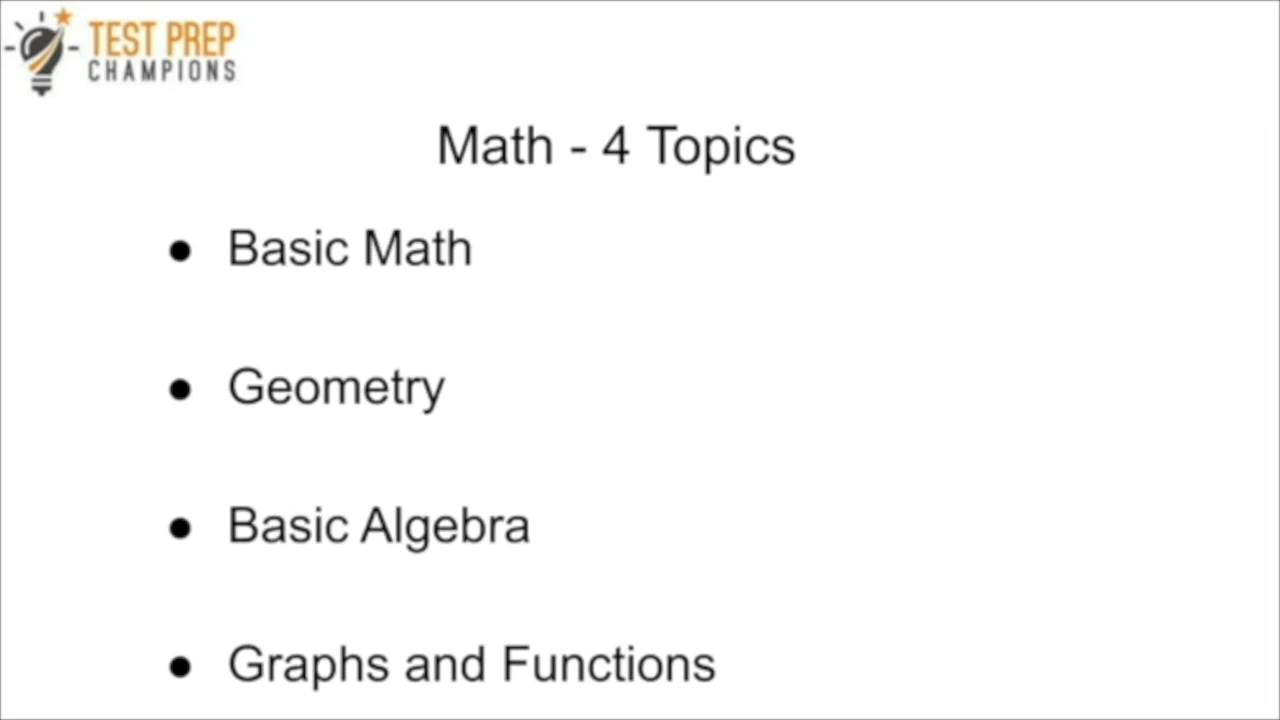 TEST PREP
CHAMPIONS
Math - 4 Topics
● Basic Math
● Geometry
● Basic Algebra
● Graphs and Functions